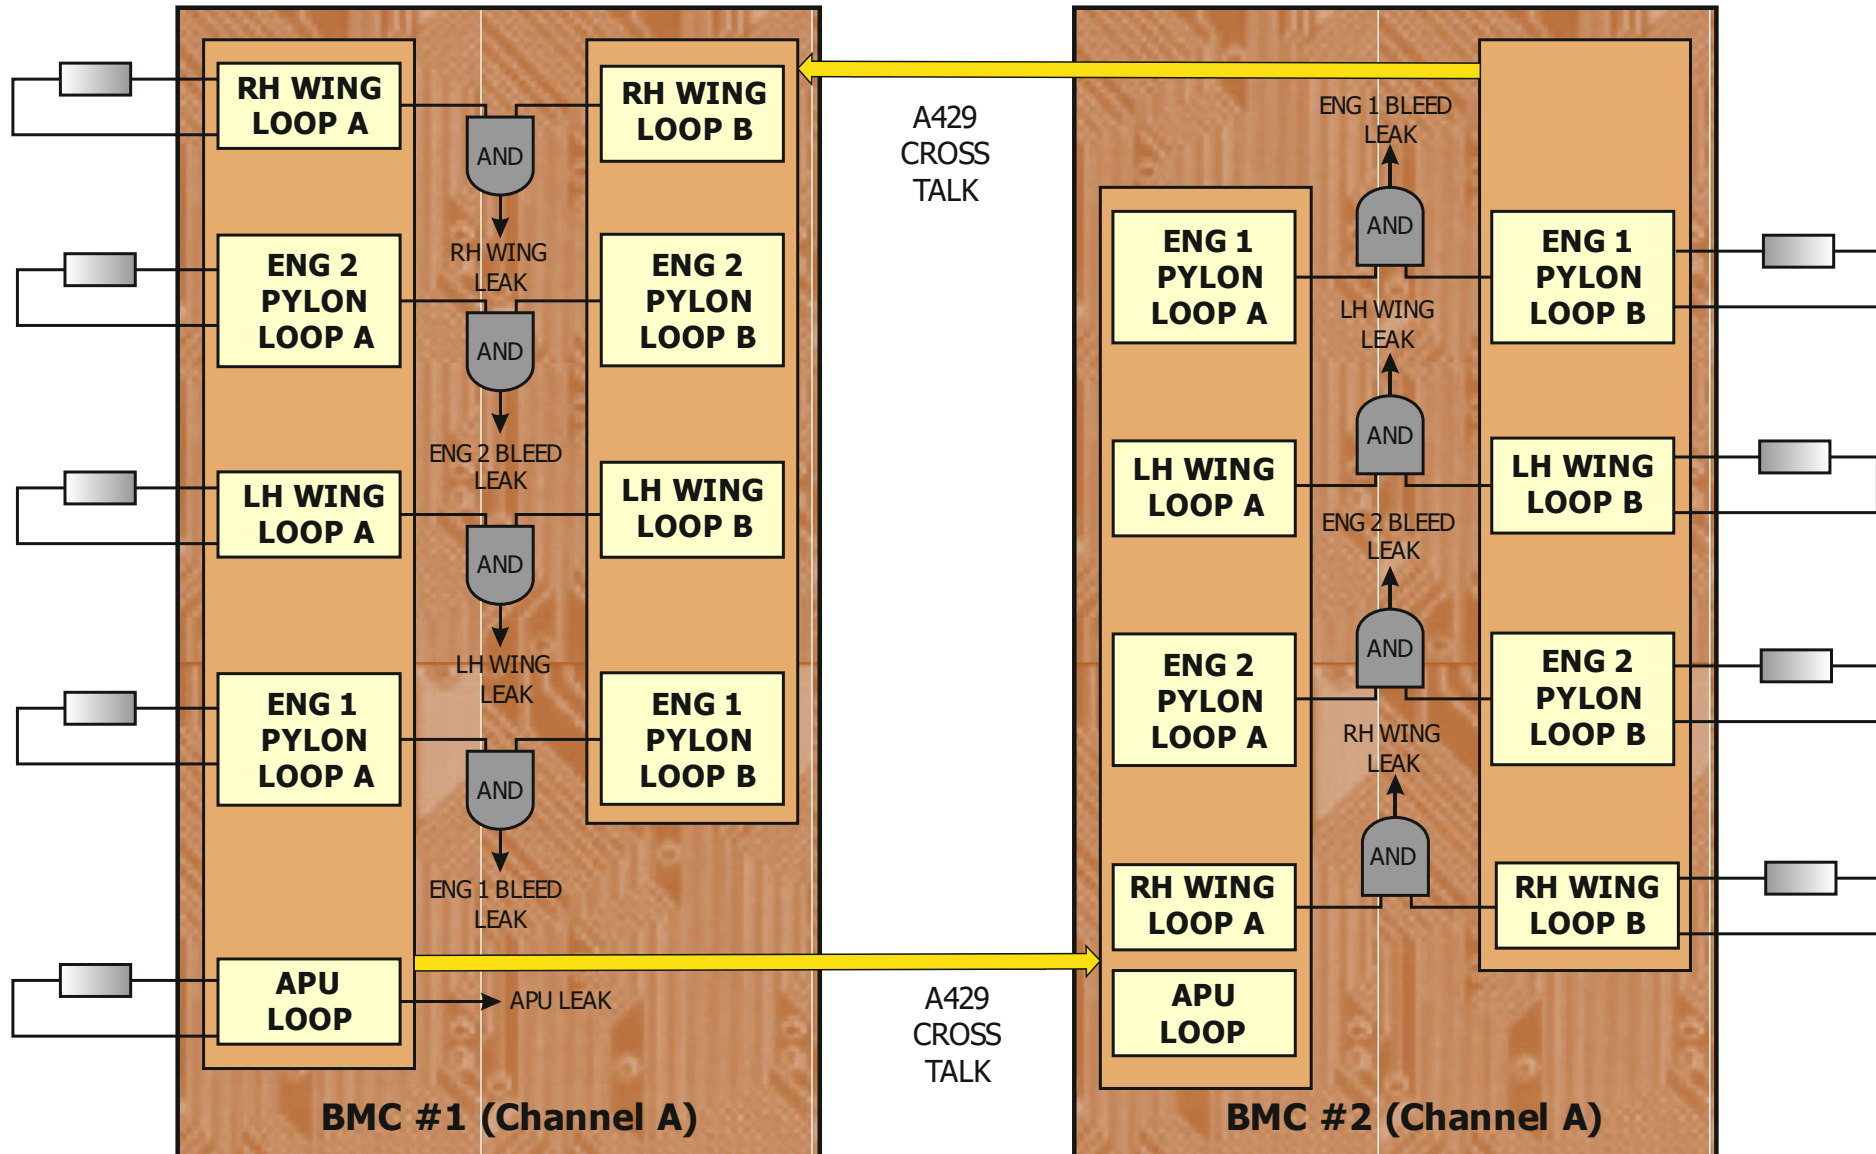 RH WING
LOOP A
AND
RH WING
LOOP B
RH WING
LEAK
ENG 2
PYLON
LOOP A
AND
ENG 2
PYLON
LOOP B
ENG 2 BLEED
LEAK
LH WING
LOOP A
AND
LH WING
LOOP B
LH WING
LEAK
ENG 1
PYLON
LOOP A
AND
ENG 1
PYLON
LOOP B
ENG 1 BLEED
LEAK
APU
LOOP
APU LEAK
BMC #1 (Channel A)
A429
CROSS
TALK
A429
CROSS
TALK
ENG 1 BLEED
LEAK
ENG 1
PYLON
LOOP A
AND
ENG 1
PYLON
LOOP B
LH WING
LEAK
LH WING
LOOP A
AND
LH WING
LOOP B
ENG 2 BLEED
LEAK
ENG 2
PYLON
LOOP A
AND
ENG 2
PYLON
LOOP B
RH WING
LEAK
RH WING
LOOP A
AND
RH WING
LOOP B
APU
LOOP
BMC #2 (Channel A)